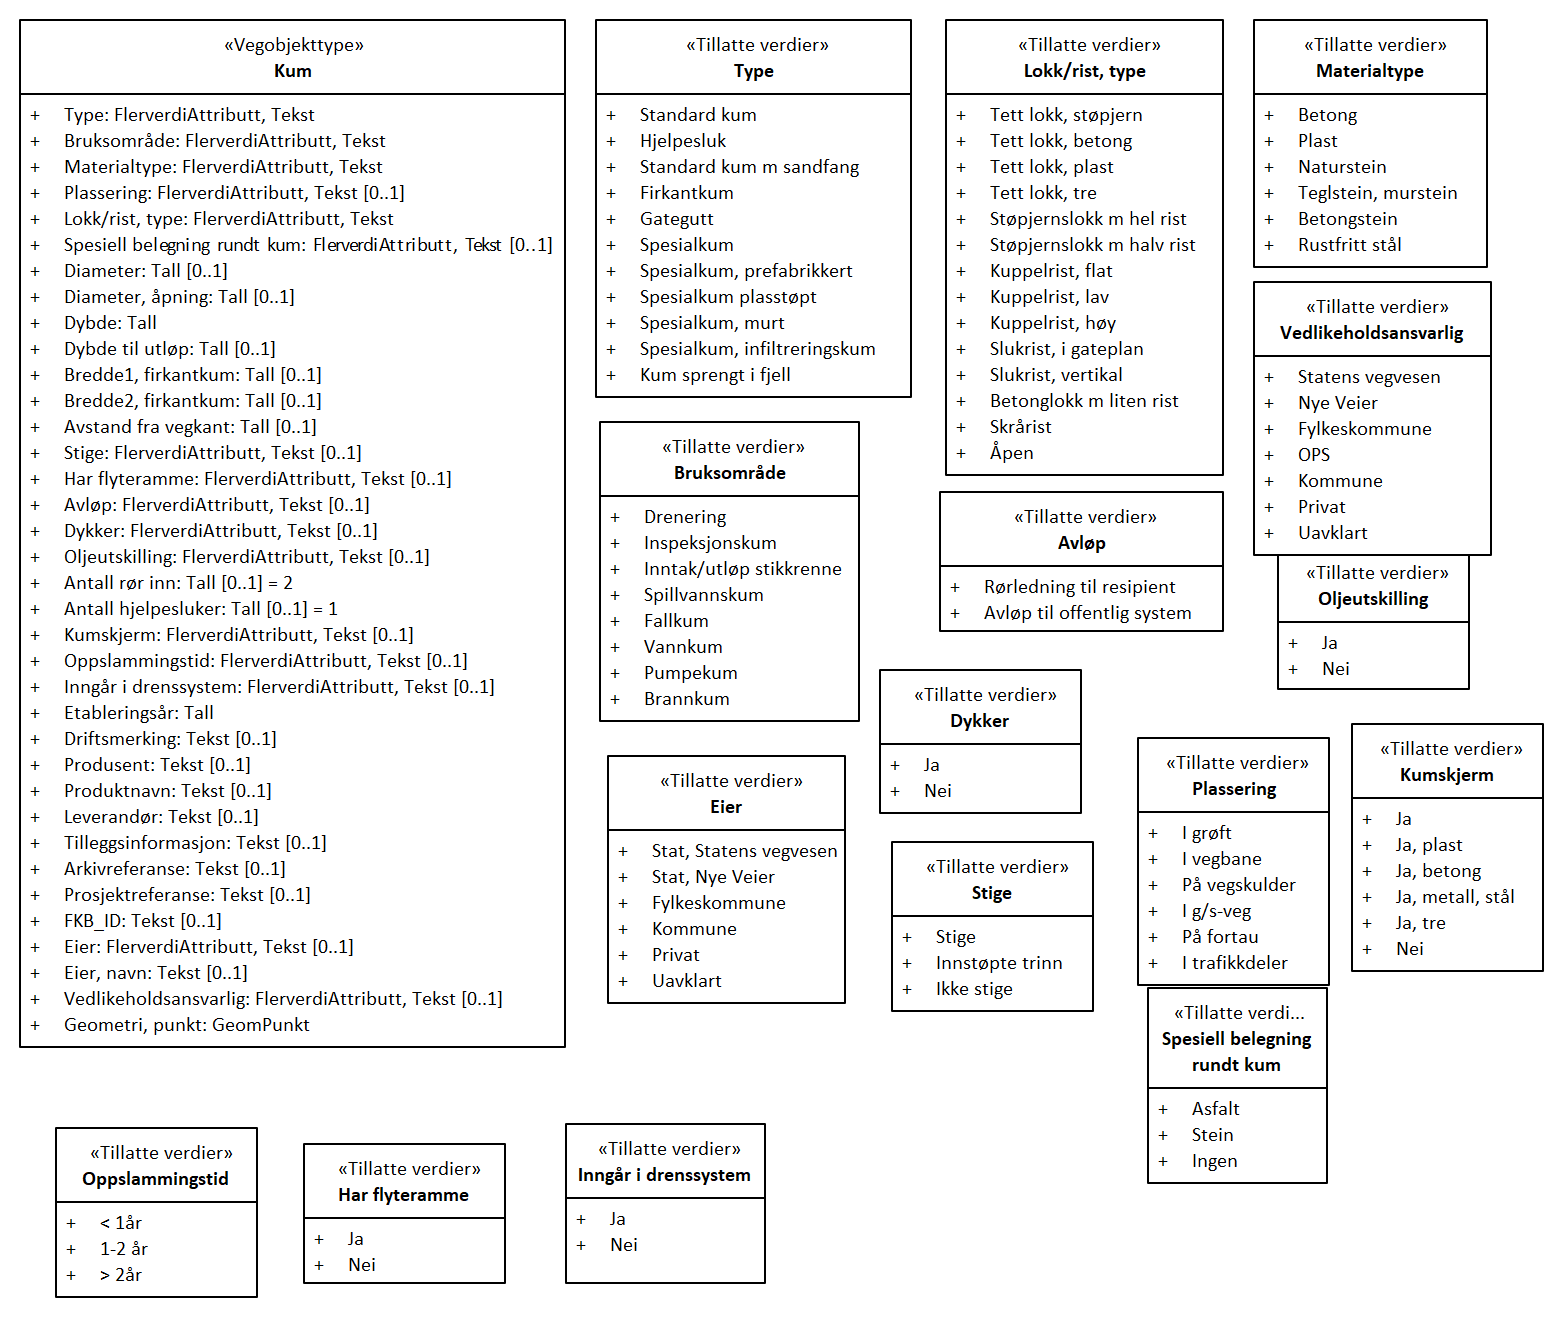 «Vegobjekttype»
Kum
+ Type: FlerverdiAttributt, Tekst
+ Bruksområde: FlerverdiAttributt, Tekst
+ Materialtype: FlerverdiAttributt, Tekst
+ Plassering: FlerverdiAttributt, Tekst [0..1]
+ Lokk/rist, type: FlerverdiAttributt, Tekst
+ Spesiell belegning rundt kum: FlerverdiAttributt, Tekst [0..1]
+ Diameter: Tall [0..1]
+ Diameter, åpning: Tall [0..1]
+ Dybde: Tall
+ Dybde til utløp: Tall [0..1]
+ Bredde1, firkantkum: Tall [0..1]
+ Bredde2, firkantkum: Tall [0..1]
+ Avstand fra vegkant: Tall [0..1]
+ Stige: FlerverdiAttributt, Tekst [0..1]
+ Har flyteramme: FlerverdiAttributt, Tekst [0..1]
+ Avløp: FlerverdiAttributt, Tekst [0..1]
+ Dykker: FlerverdiAttributt, Tekst [0..1]
+ Oljeutskilling: FlerverdiAttributt, Tekst [0..1]
+ Antall rør inn: Tall [0..1] = 2
+ Antall hjelpesluker: Tall [0..1] = 1
+ Kumskjerm: FlerverdiAttributt, Tekst [0..1]
+ Oppslammingstid: FlerverdiAttributt, Tekst [0..1]
+ Inngår i drenssystem: FlerverdiAttributt, Tekst [0..1]
+ Etableringsår: Tall
+ Driftsmerking: Tekst [0..1]
+ Produsent: Tekst [0..1]
+ Produktnavn: Tekst [0..1]
+ Leverandør: Tekst [0..1]
+ Tilleggsinformasjon: Tekst [0..1]
+ Arkivreferanse: Tekst [0..1]
+ Prosjektreferanse: Tekst [0..1]
+ FKB_ID: Tekst [0..1]
+ Eier: FlerverdiAttributt, Tekst [0..1]
+ Eier, navn: Tekst [0..1]
+ Vedlikeholdsansvarlig: FlerverdiAttributt, Tekst [0..1]
+ Geometri, punkt: GeomPunkt
«Tillatte verdier»
Type
+ Standard kum
+ Hjelpesluk
+ Standard kum m sandfang
+ Firkantkum
+ Gategutt
+ Spesialkum
+ Spesialkum, prefabrikkert
+ Spesialkum plasstøpt
+ Spesialkum, murt
+ Spesialkum, infiltreringskum
+ Kum sprengt i fjell
«Tillatte verdier»
Lokk/rist, type
+ Tett lokk, støpjern
+ Tett lokk, betong
+ Tett lokk, plast
+ Tett lokk, tre
+ Støpjernslokk m hel rist
+ Støpjernslokk m halv rist
+ Kuppelrist, flat
+ Kuppelrist, lav
+ Kuppelrist, høy
+ Slukrist, i gateplan
+ Slukrist, vertikal
+ Betonglokk m liten rist
+ Skrårist
+ Åpen
«Tillatte verdier»
Materialtype
+ Betong
+ Plast
+ Naturstein
+ Teglstein, murstein
+ Betongstein
+ Rustfritt stål
«Tillatte verdier»
Vedlikeholdsansvarlig
+ Statens vegvesen
+ Nye Veier
+ Fylkeskommune
+ OPS
+ Kommune
+ Privat
+ Uavklart
«Tillatte verdier»
Bruksområde
+ Drenering
+ Inspeksjonskum
+ Inntak/utløp stikkrenne
+ Spillvannskum
+ Fallkum
+ Vannkum
+ Pumpekum
+ Brannkum
«Tillatte verdier»
Avløp
+ Rørledning til resipient
+ Avløp til offentlig system
«Tillatte verdier»
Oljeutskilling
+ Ja
+ Nei
«Tillatte verdier»
Dykker
+ Ja
+ Nei
«Tillatte verdier»
Plassering
+ I grøft
+ I vegbane
+ På vegskulder
+ I g/s-veg
+ På fortau
+ I trafikkdeler
«Tillatte verdier»
Kumskjerm
+ Ja
+ Ja, plast
+ Ja, betong
+ Ja, metall, stål
+ Ja, tre
+ Nei
«Tillatte verdier»
Eier
+ Stat, Statens vegvesen
+ Stat, Nye Veier
+ Fylkeskommune
+ Kommune
+ Privat
+ Uavklart
«Tillatte verdier»
Stige
+ Stige
+ Innstøpte trinn
+ Ikke stige
«Tillatte verdi...
Spesiell belegning
rundt kum
+ Asfalt
+ Stein
+ Ingen
«Tillatte verdier»
Oppslammingstid
+ < 1år
+ 1-2 år
+ > 2år
«Tillatte verdier»
Har flyteramme
+ Ja
+ Nei
«Tillatte verdier»
Inngår i drenssystem
+ Ja
+ Nei